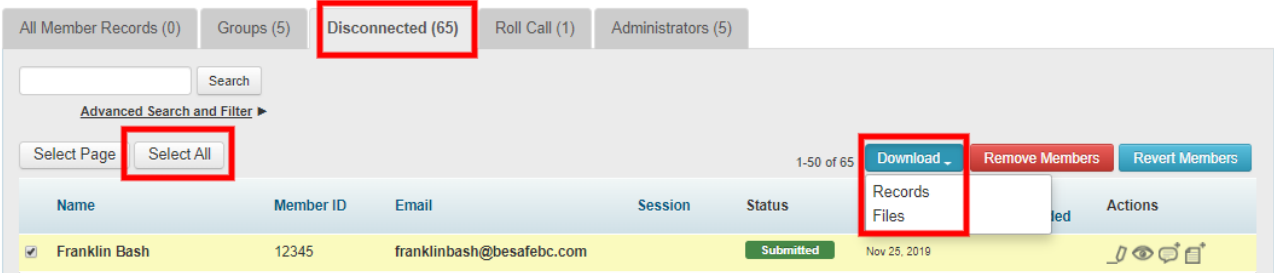 All Member Records (0) Groups (5) Disconnected (65) Roll Call (1) Administrators (5)
Search
Advanced Search and Filter ►
Select Page Select All 1-50 of 65 Download Remove Members Revert Members
Records
Files
Name Member ID Email Session Status Actions
Franklin Bash 12345 franklinbash@besafebc.com Submitted Nov 25, 2019